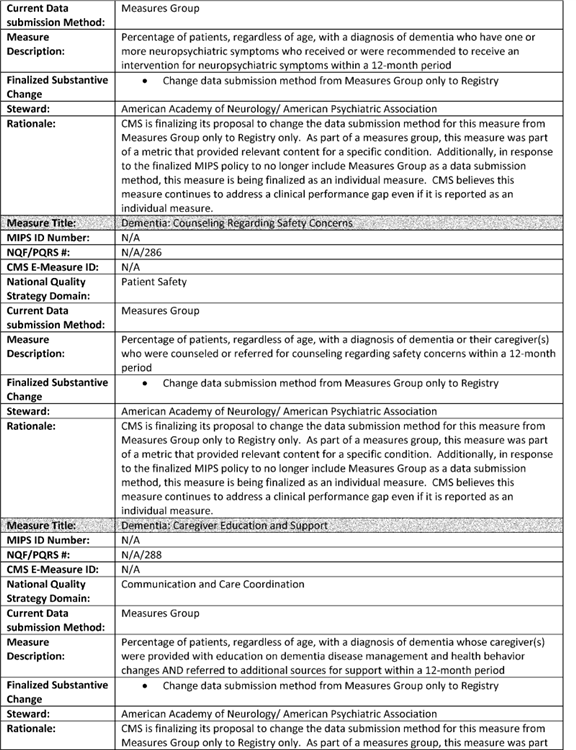 Current Data Measures Group
submission Method:
Measure Percentage of patients, regardless of age, with a diagnosis of dementia who have one or
Description: more neuropsychiatric symptoms who received or were recommended to receive an
intervention for neuropsychiatric symptoms within a 12-month period
Finalized Substantive • Change data submission method from Measures Group only to Registry
Change
Steward: American Academy of Neurology/ American Psychiatric Association
Rationale: CMS is finalizing its proposal to change the data submission method for this measure from
Measures Group only to Registry only. As part of a measures group, this measure was part
of a metric that provided relevant content for a specific condition. Additionally, in response
to the finalized MIPS policy to no longer include Measures Group as a data submission
method, this measure is being finalized as an individual measure. CMS believes this
measure continues to address a clinical performance gap even if it is reported as an
individual measure.
Measure Title: Dementia: Counseling Regarding Safety Concerns
MIPS ID Number: N/A
NQF/PQRS #: N/A/286
CMS E-Measure ID: N/A
National Quality Patient Safety
Strategy Domain:
Current Data Measures Group
submission Method:
Measure Percentage of patients, regardless of age, with a diagnosis of dementia or their caregiver(s)
Description: who were counseled or referred for counseling regarding safety concerns within a 12-month
period
Finalized Substantive • Change data submission method from Measures Group only to Registry
Change
Steward: American Academy of Neurology/ American Psychiatric Association
Rationale: CMS is finalizing its proposal to change the data submission method for this measure from
Measures Group only to Registry only. As part of a measures group, this measure was part
of a metric that provided relevant content for a specific condition. Additionally, in response
to the finalized MIPS policy to no longer include Measures Group as a data submission
method, this measure is being finalized as an individual measure. CMS believes this
measure continues to address a clinical performance gap even if it is reported as an
individual measure.
Measure Title: Dementia: Caregiver Education and Support
MIPS ID Number: N/A
NQF/PQRS #: N/A/288
CMS E-Measure ID: N/A
National Quality Communication and Care Coordination
Strategy Domain:
Current Data Measures Group
submission Method:
Measure Percentage of patients, regardless of age, with a diagnosis of dementia whose caregiver(s)
Description: were provided with education on dementia disease management and health behavior
changes AND referred to additional sources for support within a 12-month period
Finalized Substantive • Change data submission method from Measures Group only to Registry
Change
Steward: American Academy of Neurology/ American Psychiatric Association
Rationale: CMS is finalizing its proposal to change the data submission method for this measure from
Measures Group only to Registry only. As part of a measures group, this measure was part